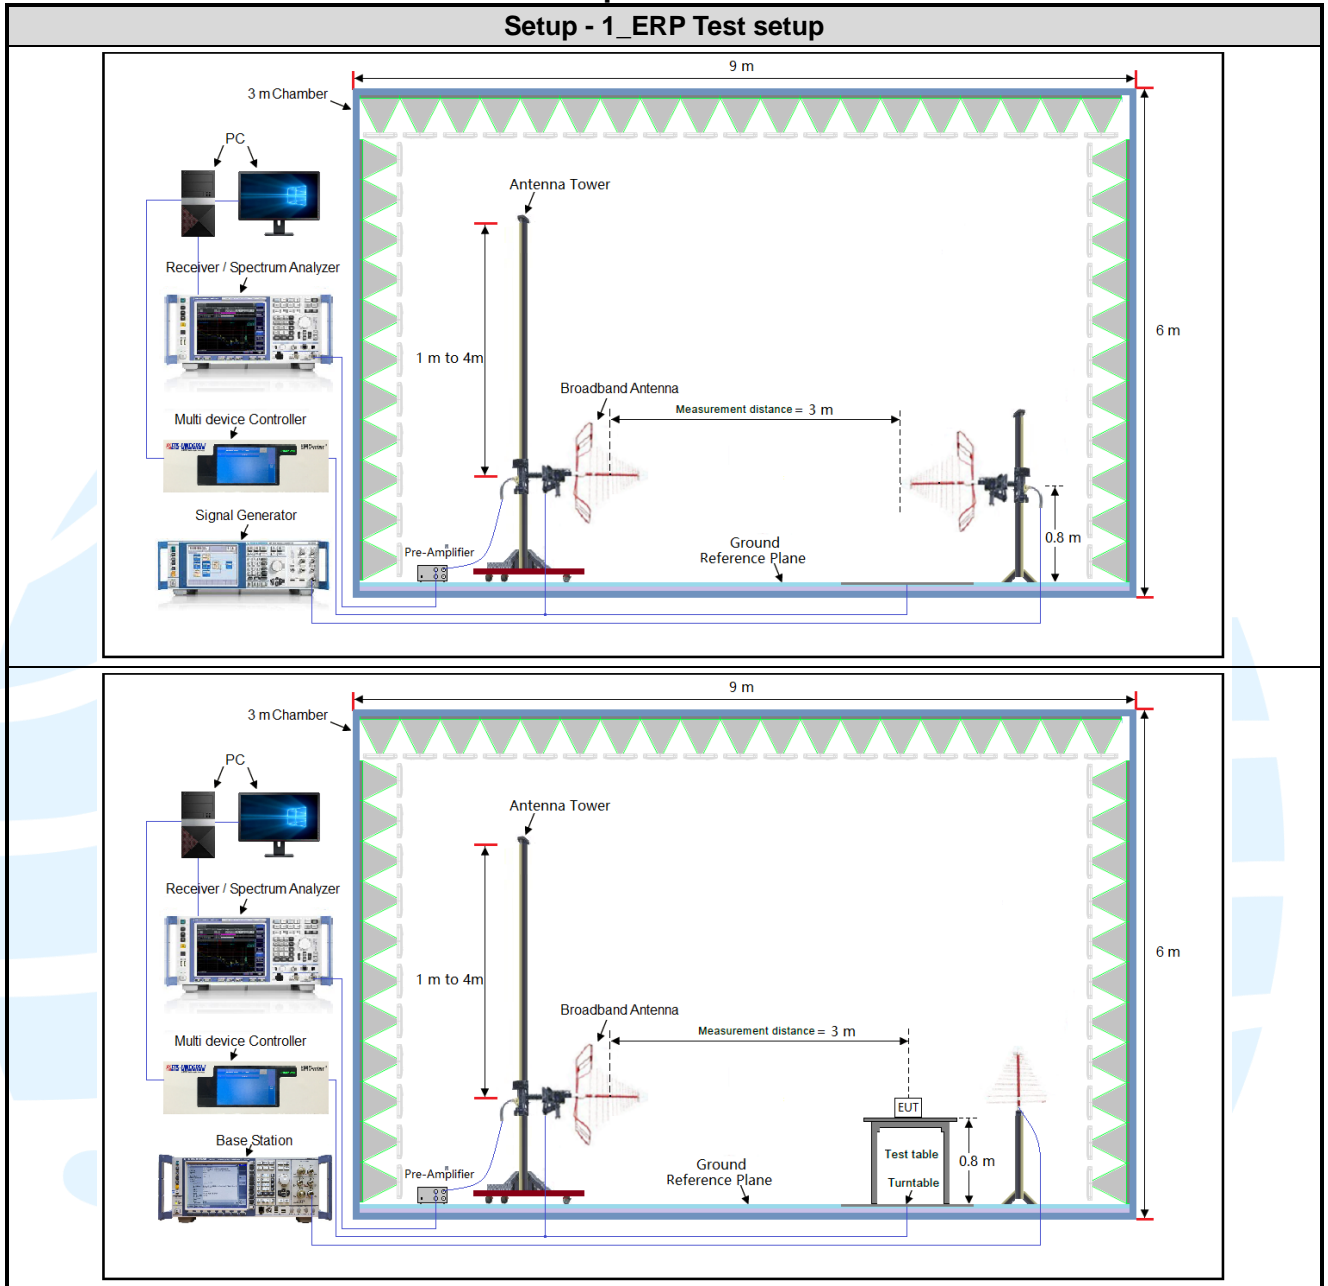 Setup - 1_ERP Test setup
9 m
3 m Chamber
PC
Antenna Tower
Receiver / Spectrum Analyzer
6 m
1 m to 4m
Broadband Antenna
Measurement distance = 3 m
Multi device Controller
Signal Generator
0.8 m
Ground
Reference Plane
Pre-Amplifier
9 m
3 m Chamber
PC
Antenna Tower
Receiver / Spectrum Analyzer
6 m
1 m to 4m
Broadband Antenna
Measurement distance = 3 m
Multi device Controller
EUT
Base Station
Test table
0.8 m
Ground
Reference Plane
Pre-Amplifier
Turntable